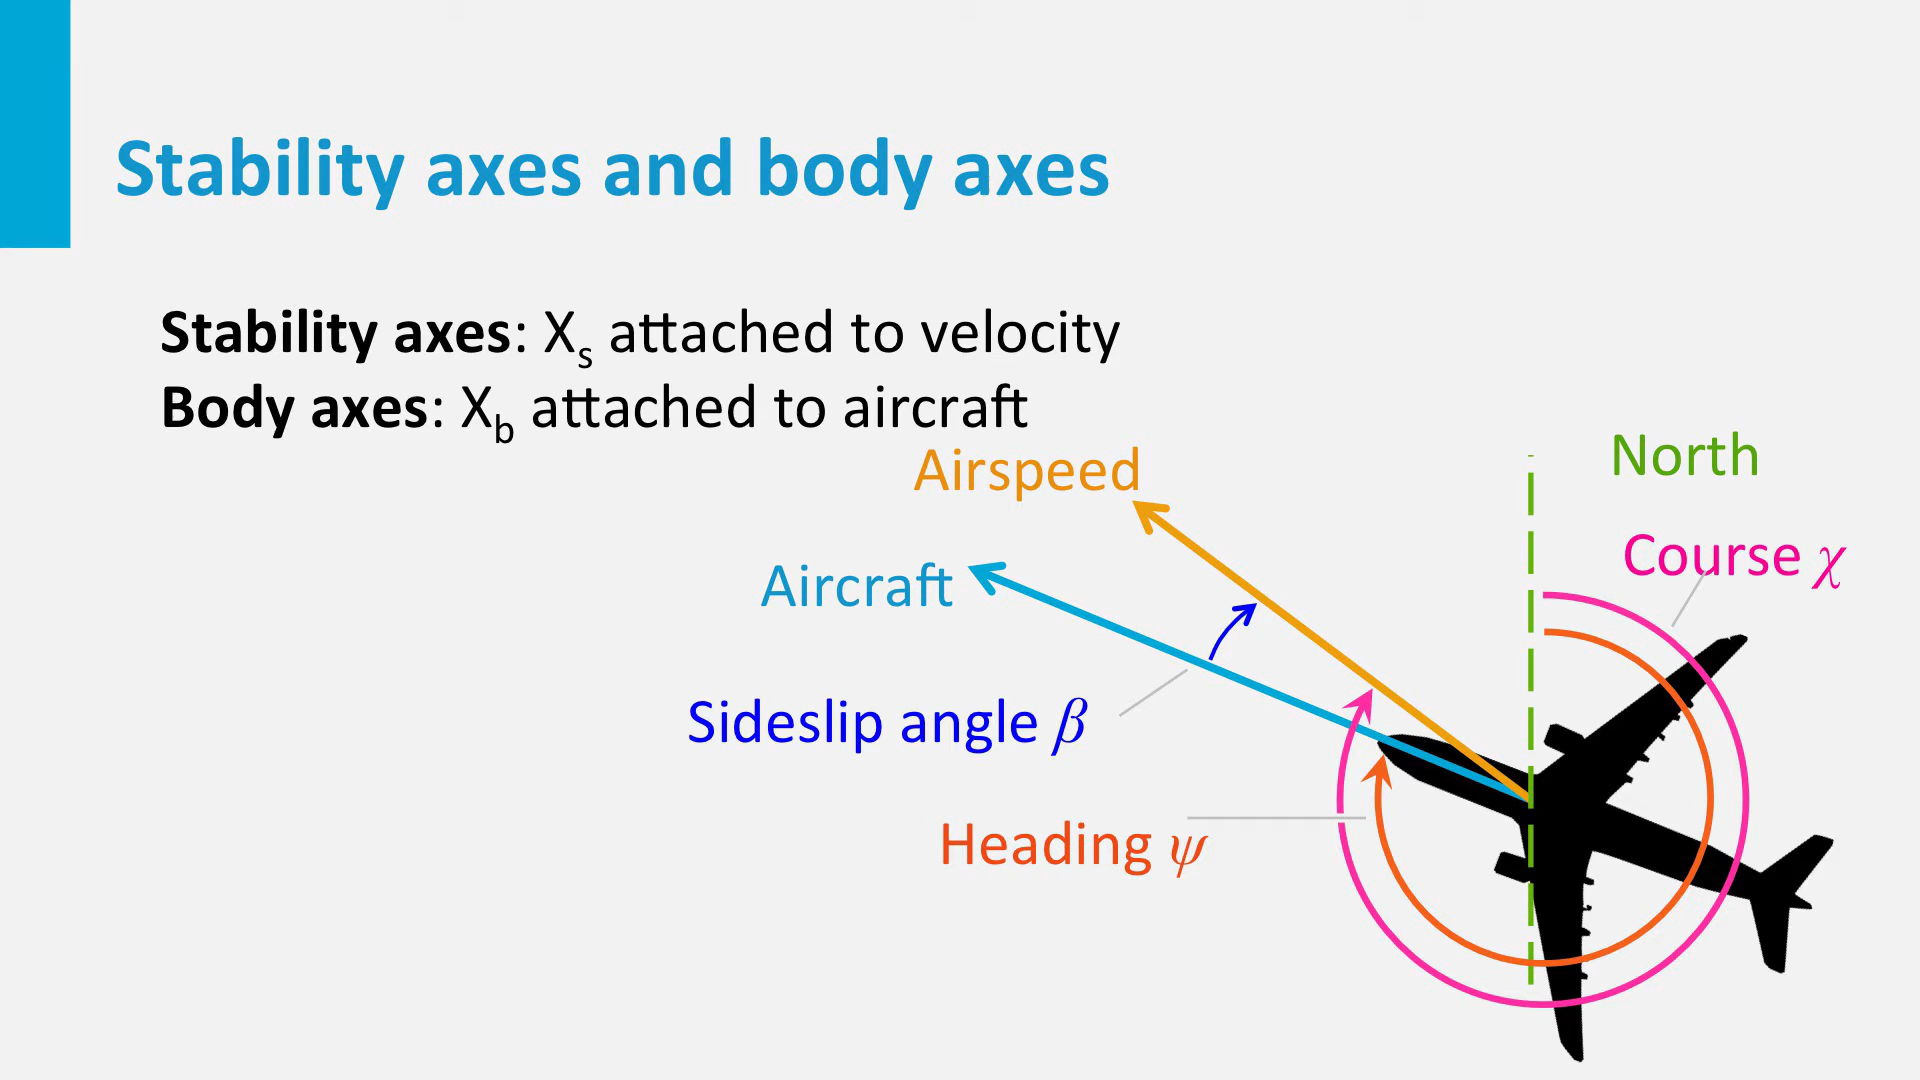 Stability axes and body axes
Stability axes: Xs attached to velocity
Body axes: Xb attached to aircraft
Airspeed
North
Course χ
Aircraft
Sideslip angle β
Heading ψ